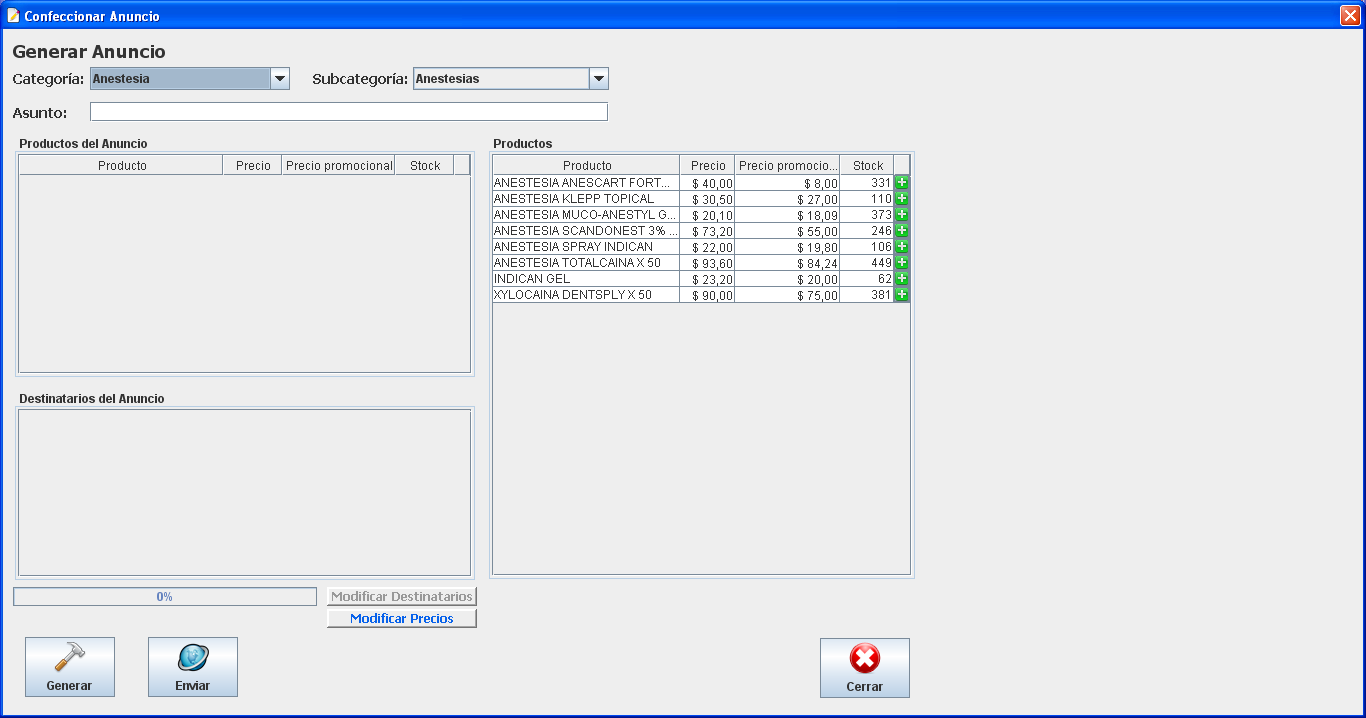 Confeccionar Anuncio
Generar Anuncio
Categoría: Anestesia Subcategoría: Anestesias
Asunto:
Productos del Anuncio
Producto Precio Precio promocional Stock
Destinatarios del Anuncio
0% Modificar Destinatarios
Modificar Precios
Productos
Producto Precio Precio promocio... Stock
ANESTESIA ANESCART FORT... $ 40,00 $ 8,00 331
ANESTESIA KLEPP TOPICAL $ 30,50 $ 27,00 110
ANESTESIA MUCO-ANESTYL G... $ 20,10 $ 18,09 373
ANESTESIA SCANDONEST 3% ... $ 73,20 $ 55,00 246
ANESTESIA SPRAY INDICAN $ 22,00 $ 19,80 106
ANESTESIA TOTALCAINA X 50 $ 93,60 $ 84,24 449
INDICAN GEL $ 23,20 $ 20,00 62
XYLOCAINA DENTSPLY X 50 $ 90,00 $ 75,00 381
Generar Enviar Cerrar